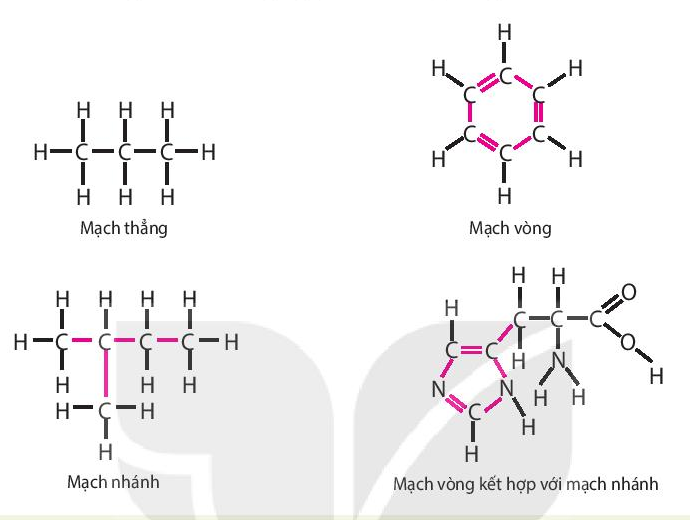 H
H H H
H C H
C C
H C C C H
C C
H C H
H H H
H
Mạch thẳng
Mạch vòng
H H H H
H C C C C H
H H H
H C H
H
Mạch nhánh
H H
H C C C O
C C H N O
H H H
N N
C H
H
Mạch vòng kết hợp với mạch nhánh